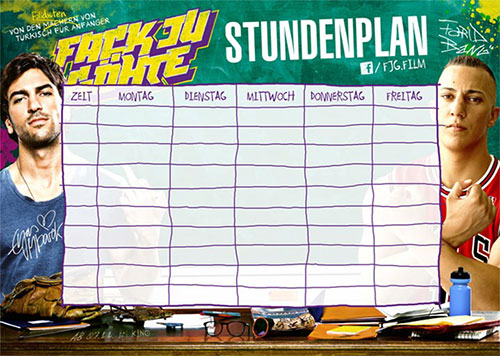 Fakultätn
VON DEN MACHERN VON
TÜRKISCH FÜR ANFÄNGER
FACK JU
GÖHTE
STUNDENPLAN
f / FJG.FILM
ZEIT MONTAG DIENSTAG MITTWOCH DONNERSTAG FREITAG